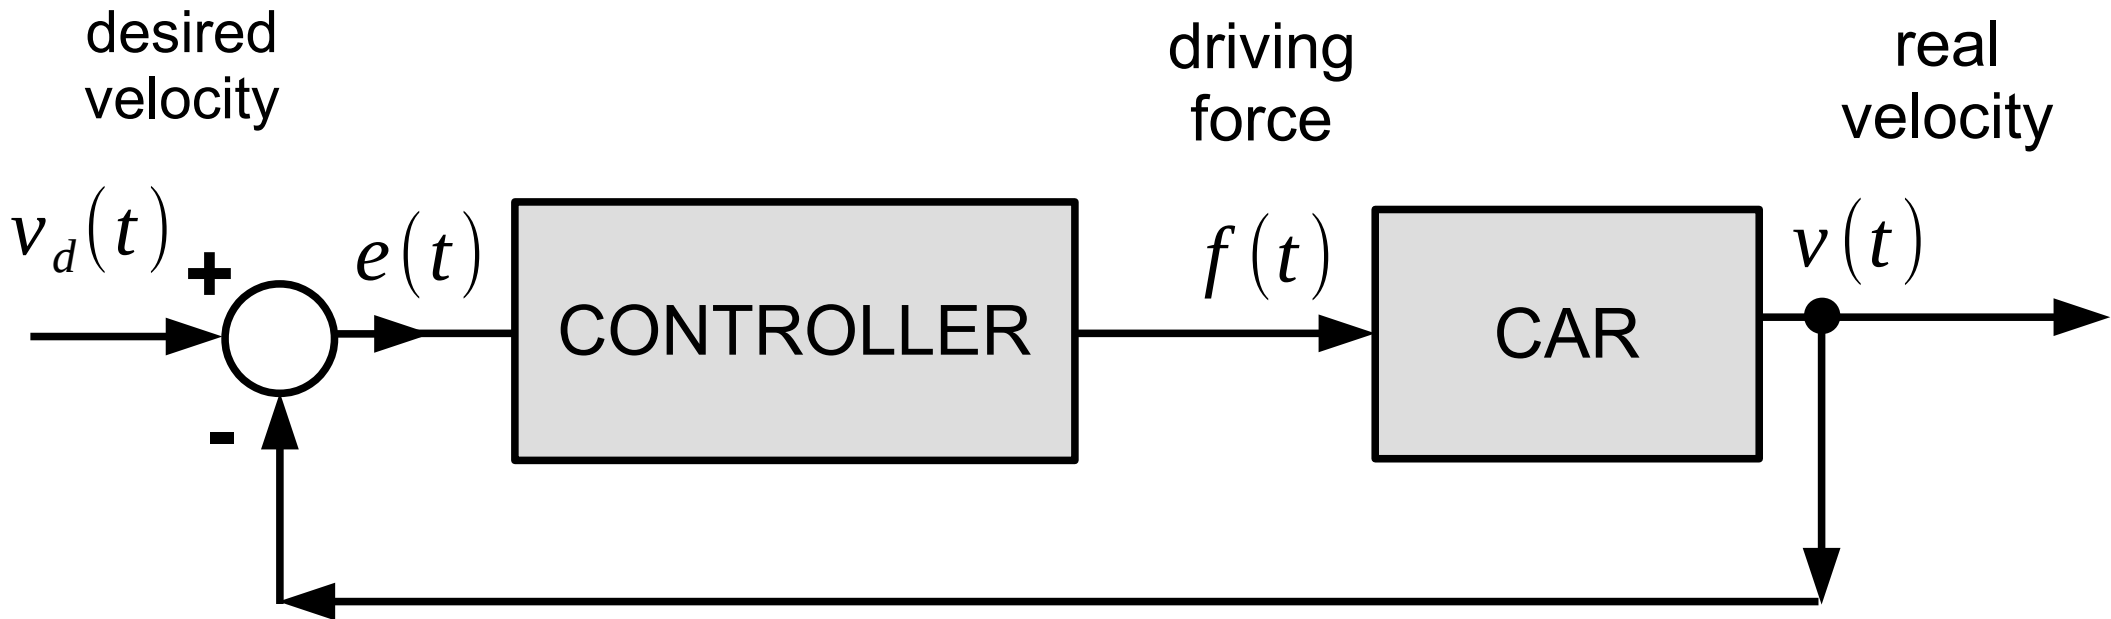 desired
velocity
driving
force
real
velocity
v_d(t)
+
e(t)
CONTROLLER
f(t)
CAR
v(t)
-